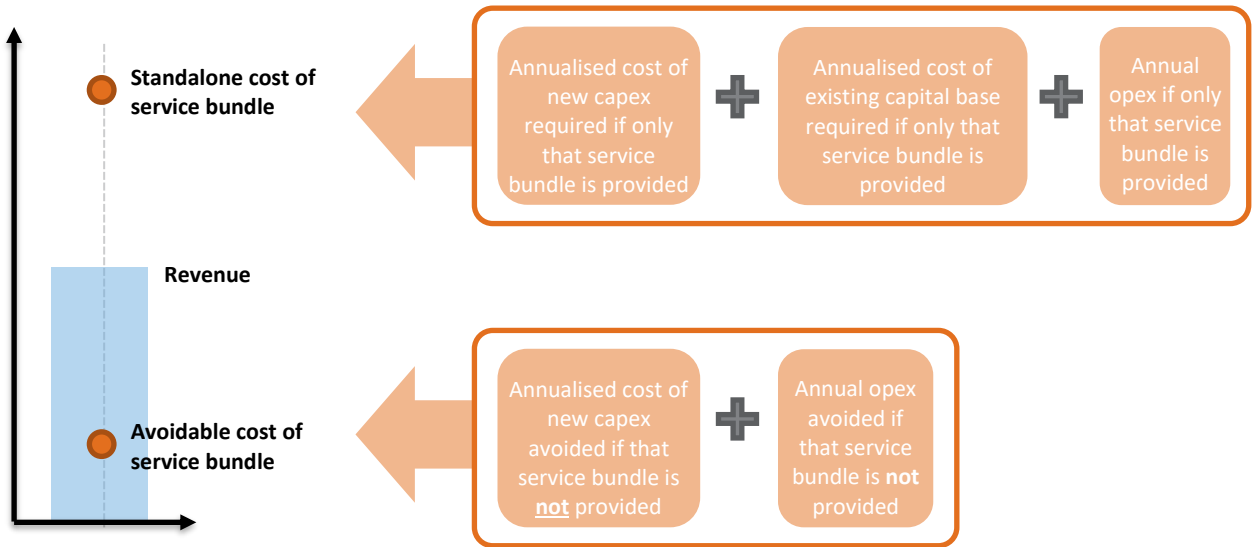 Standalone cost of
service bundle
Annualised cost of
new capex
required if only
that service
bundle is provided
Annualised cost of
existing capital base
required if only that
service bundle is
provided
Annual
opex if only
that service
bundle is
provided
Revenue
Avoidable cost of
service bundle
Annualised cost of
new capex
avoided if that
service bundle is
not provided
Annual opex
avoided if
that service
bundle is not
provided